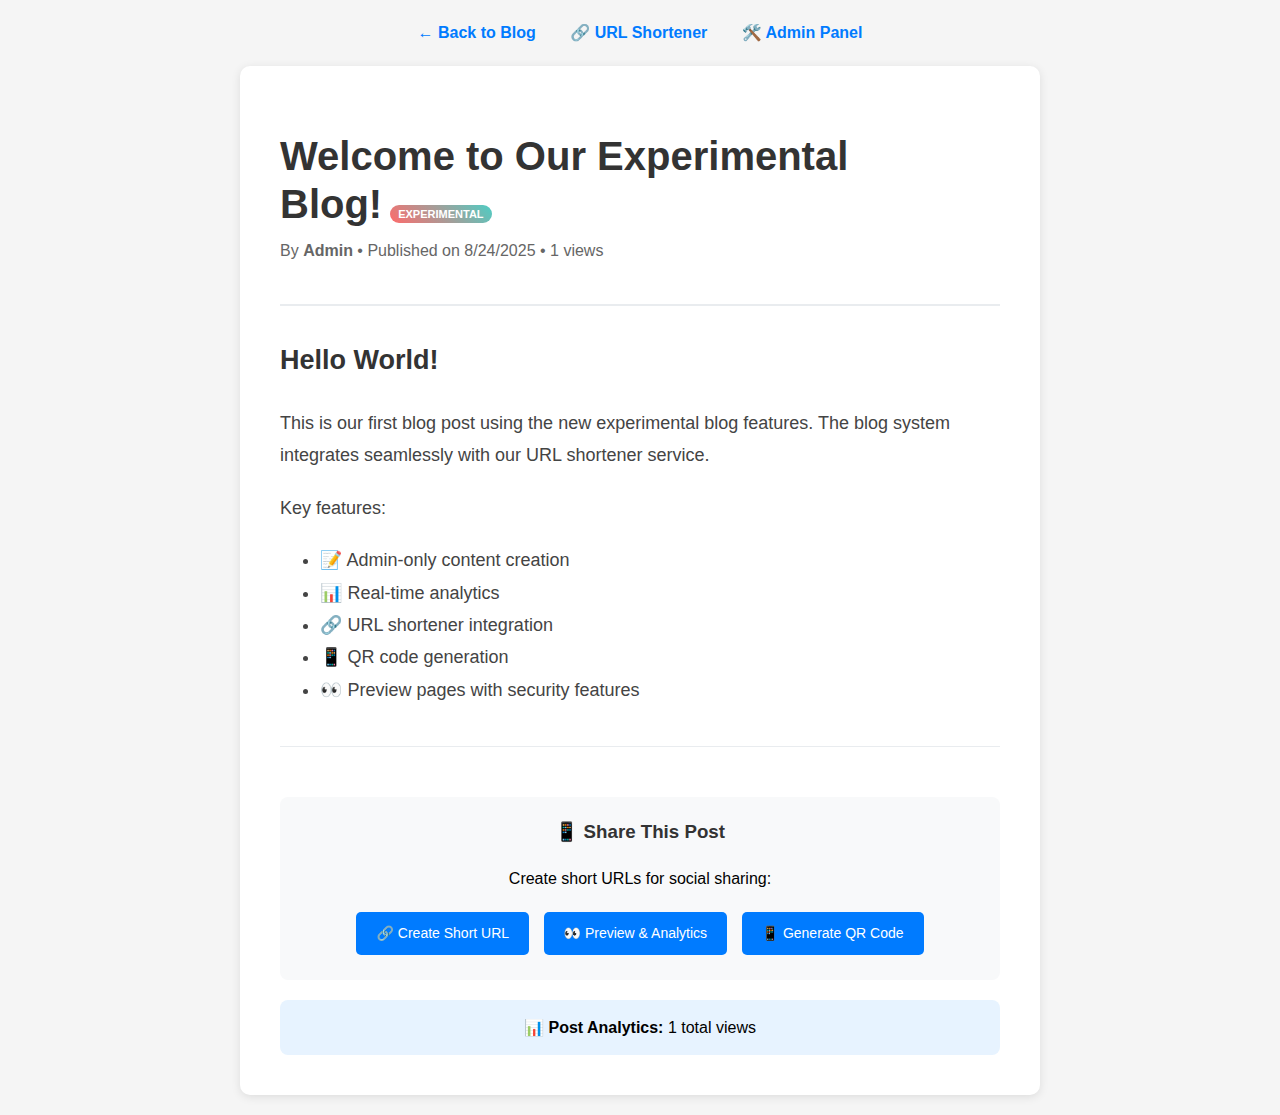 ← Back to Blog 🔗 URL Shortener 🛠️ Admin Panel
Welcome to Our Experimental
Blog! EXPERIMENTAL
By Admin • Published on 8/24/2025 • 1 views
Hello World!
This is our first blog post using the new experimental blog features. The blog system
integrates seamlessly with our URL shortener service.
Key features:
• 📝 Admin-only content creation
• 📊 Real-time analytics
• 🔗 URL shortener integration
• 📱 QR code generation
• 👀 Preview pages with security features
📱 Share This Post
Create short URLs for social sharing:
🔗 Create Short URL 👀 Preview & Analytics 📱 Generate QR Code
📊 Post Analytics: 1 total views